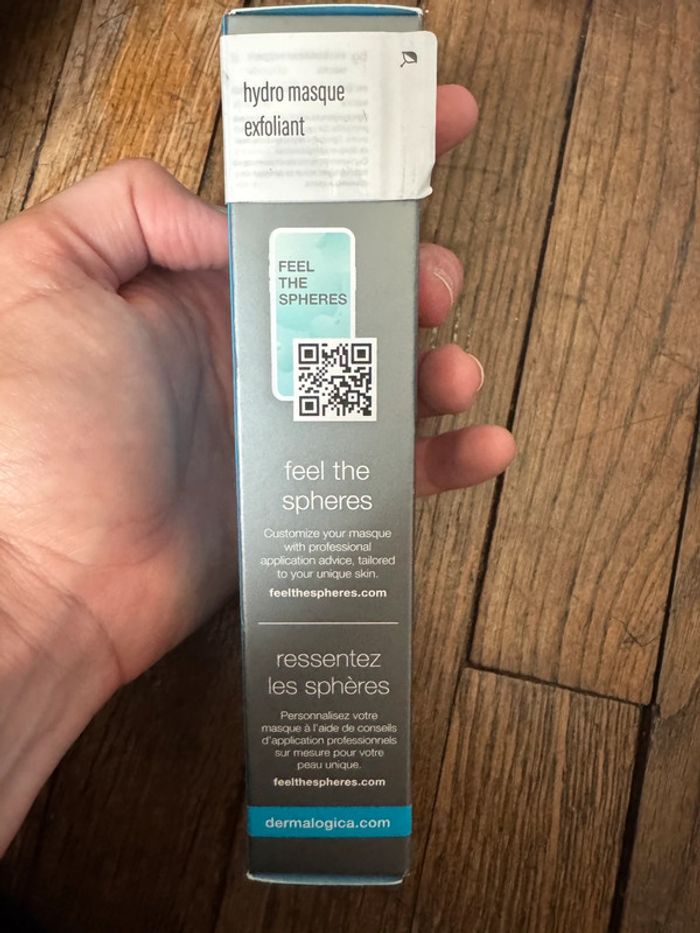 hydro masque
exfoliant
FEEL
THE
SPHERES
feel the
spheres
Customize your masque
with professional
application advice, tailored
to your unique skin.
feelthespheres.com
ressentez
les sphères
Personnalisez votre
masque à l'aide de conseils
d'application professionnels
sur mesure pour votre
peau unique.
feelthespheres.com
dermalogica.com